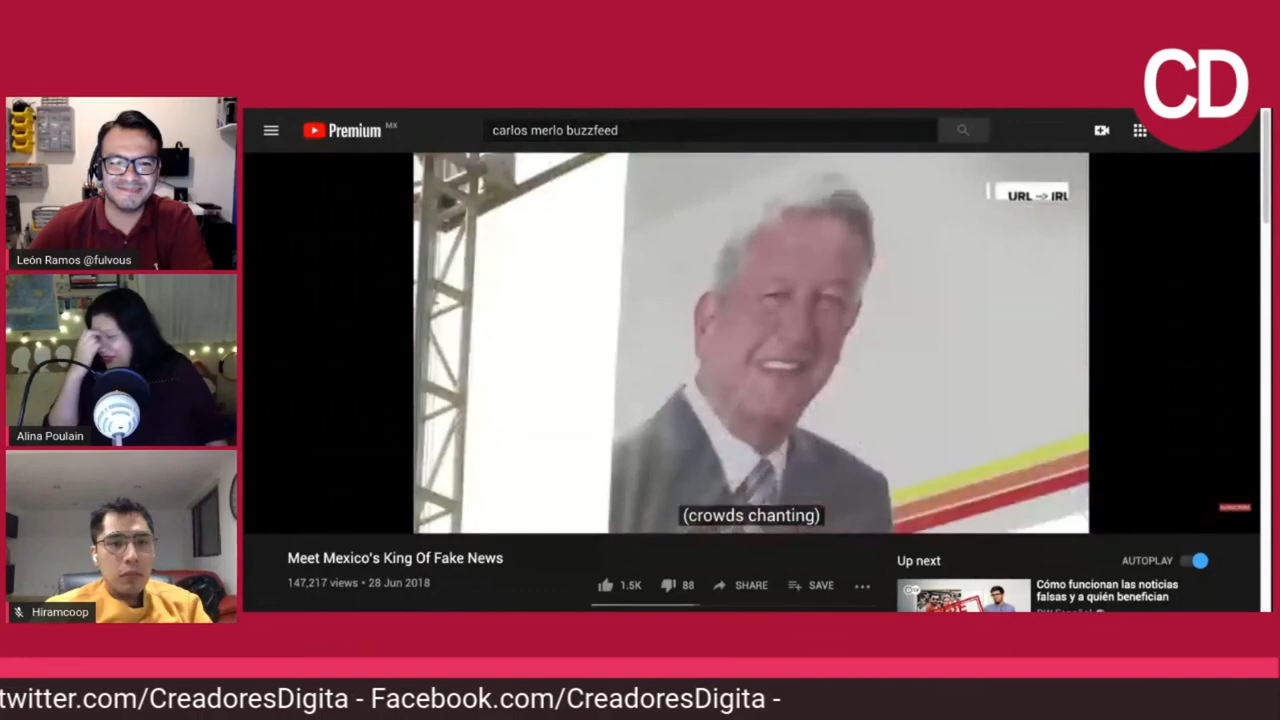 CD
Premium MX
carlos merlo buzzfeed
León Ramos @fulvous
Alina Poulain
Hiramcoop
URL -> IRL
(crowds chanting)
Meet Mexico's King Of Fake News
147,217 views • 28 Jun 2018
1.5K
88
SHARE
SAVE
Up next
AUTOPLAY
Cómo funcionan las noticias
falsas y a quién benefician
twitter.com/CreadoresDigita - Facebook.com/CreadoresDigita -